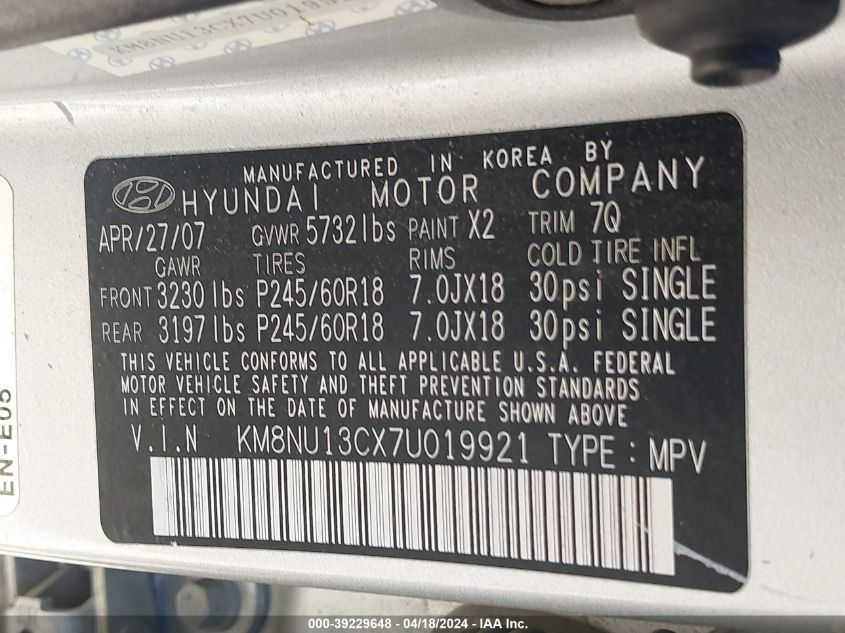 KM8NU13CX7U019921
MANUFACTURED IN KOREA BY
HYUNDAI MOTOR COMPANY
APR/27/07 GVWR 5732lbs PAINT X2 TRIM 7Q
GAWR TIRES RIMS COLD TIRE INFL
FRONT 3230lbs P245/60R18 7.0JX18 30psi SINGLE
REAR 3197lbs P245/60R18 7.0JX18 30psi SINGLE
THIS VEHICLE CONFORMS TO ALL APPLICABLE U.S.A. FEDERAL
MOTOR VEHICLE SAFETY AND THEFT PREVENTION STANDARDS
IN EFFECT ON THE DATE OF MANUFACTURE SHOWN ABOVE
V.I.N KM8NU13CX7U019921 TYPE : MPV
EN-E05
000-39229648 - 04/18/2024 - IAA Inc.